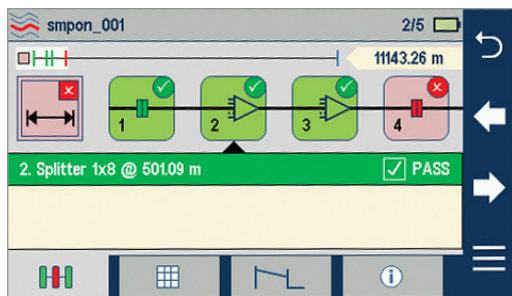 smpon_001 2/5
11143.26 m
1 2 3 4
2. Splitter 1x8 @ 501.09 m PASS
i